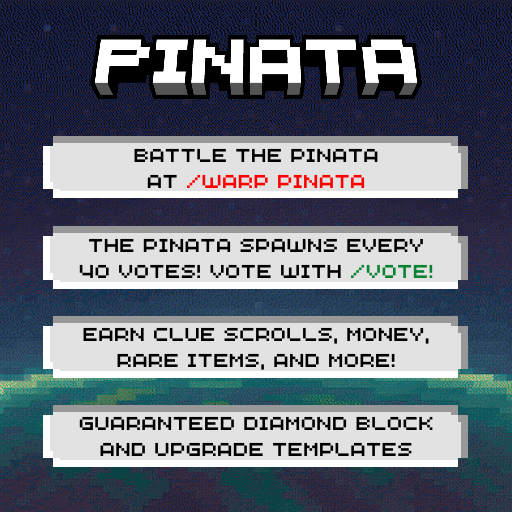 PINATA
BATTLE THE PINATA
AT /WARP PINATA
THE PINATA SPAWNS EVERY
40 VOTES! VOTE WITH /VOTE!
EARN CLUE SCROLLS, MONEY,
RARE ITEMS, AND MORE!
GUARANTEED DIAMOND BLOCK
AND UPGRADE TEMPLATES